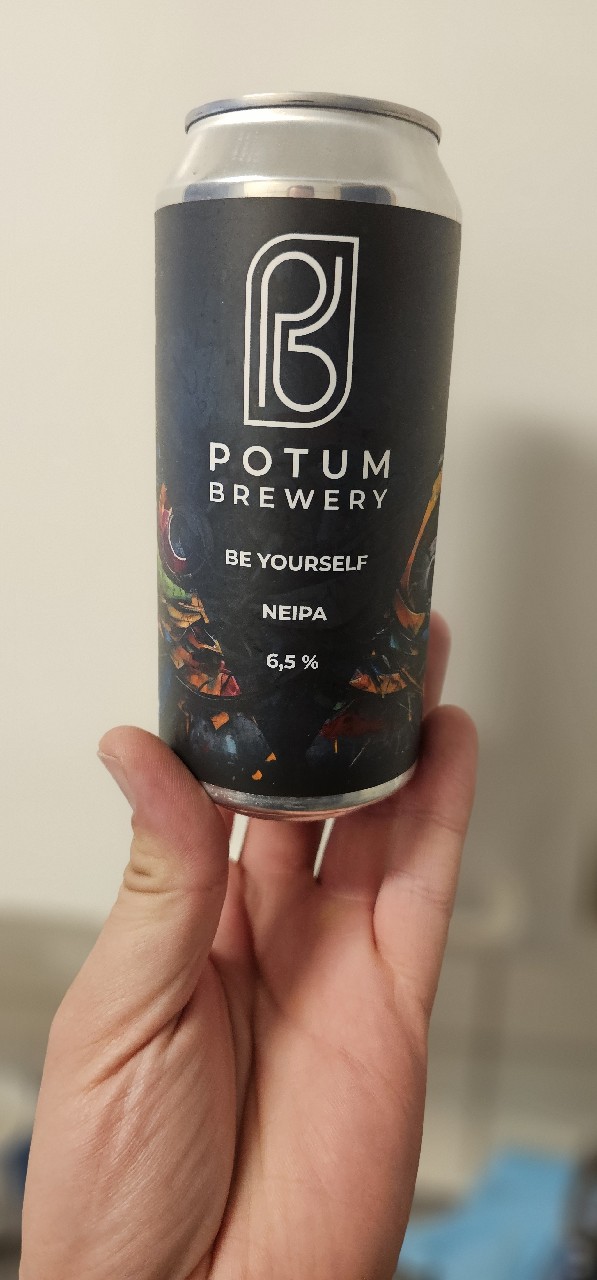 POTUM
BREWERY
BE YOURSELF
NEIPA
6,5 %